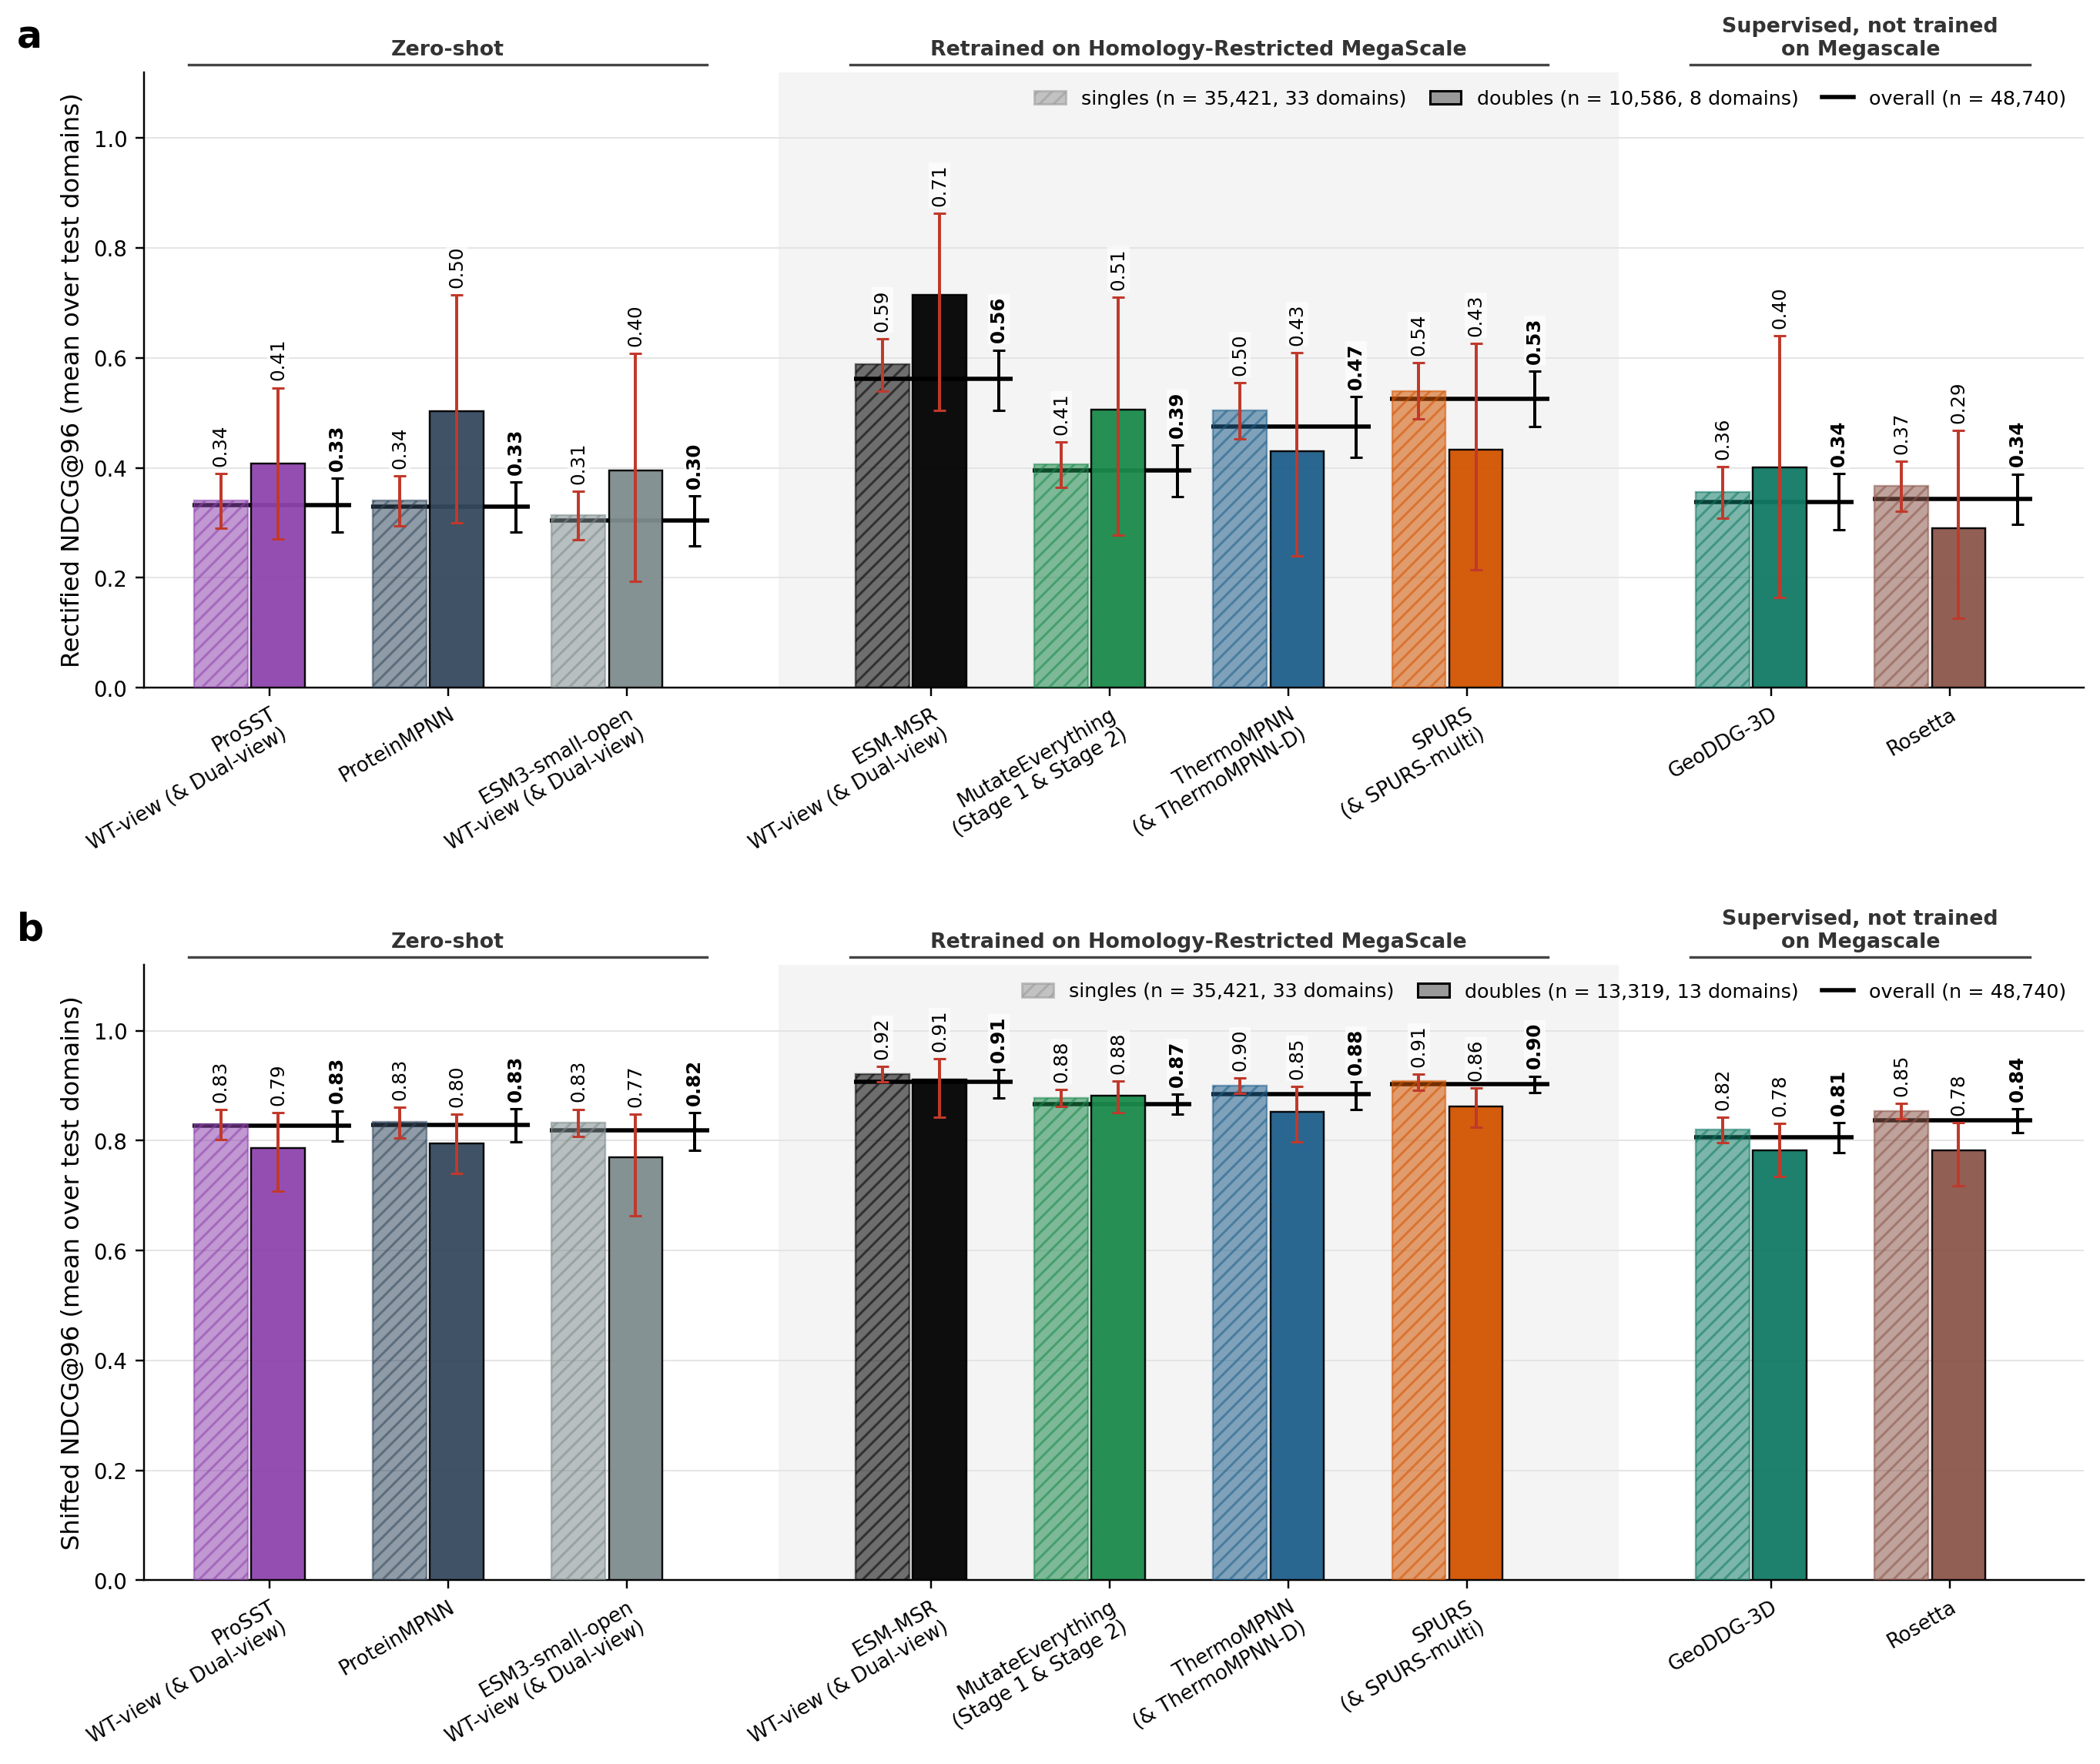 a
Zero-shot
Retrained on Homology-Restricted MegaScale
Supervised, not trained
on Megascale
singles (n = 35,421, 33 domains)
doubles (n = 10,586, 8 domains)
overall (n = 48,740)
Rectified NDCG@96 (mean over test domains)
1.0
0.8
0.6
0.4
0.2
0.0
0.34
0.41
0.33
0.34
0.50
0.33
0.31
0.40
0.30
0.59
0.71
0.56
0.41
0.51
0.39
0.50
0.43
0.47
0.54
0.43
0.53
0.36
0.40
0.34
0.37
0.29
0.34
ProSST
WT-view (& Dual-view)
ProteinMPNN
ESM3-small-open
WT-view (& Dual-view)
ESM-MSR
WT-view (& Dual-view)
MutateEverything
(Stage 1 & Stage 2)
ThermoMPNN
(& ThermoMPNN-D)
SPURS
(& SPURS-multi)
GeoDDG-3D
Rosetta
b
Zero-shot
Retrained on Homology-Restricted MegaScale
Supervised, not trained
on Megascale
singles (n = 35,421, 33 domains)
doubles (n = 13,319, 13 domains)
overall (n = 48,740)
Shifted NDCG@96 (mean over test domains)
1.0
0.8
0.6
0.4
0.2
0.0
0.83
0.79
0.83
0.83
0.80
0.83
0.83
0.77
0.82
0.92
0.91
0.91
0.88
0.88
0.87
0.90
0.85
0.88
0.91
0.86
0.90
0.82
0.78
0.81
0.85
0.78
0.84
ProSST
WT-view (& Dual-view)
ProteinMPNN
ESM3-small-open
WT-view (& Dual-view)
ESM-MSR
WT-view (& Dual-view)
MutateEverything
(Stage 1 & Stage 2)
ThermoMPNN
(& ThermoMPNN-D)
SPURS
(& SPURS-multi)
GeoDDG-3D
Rosetta